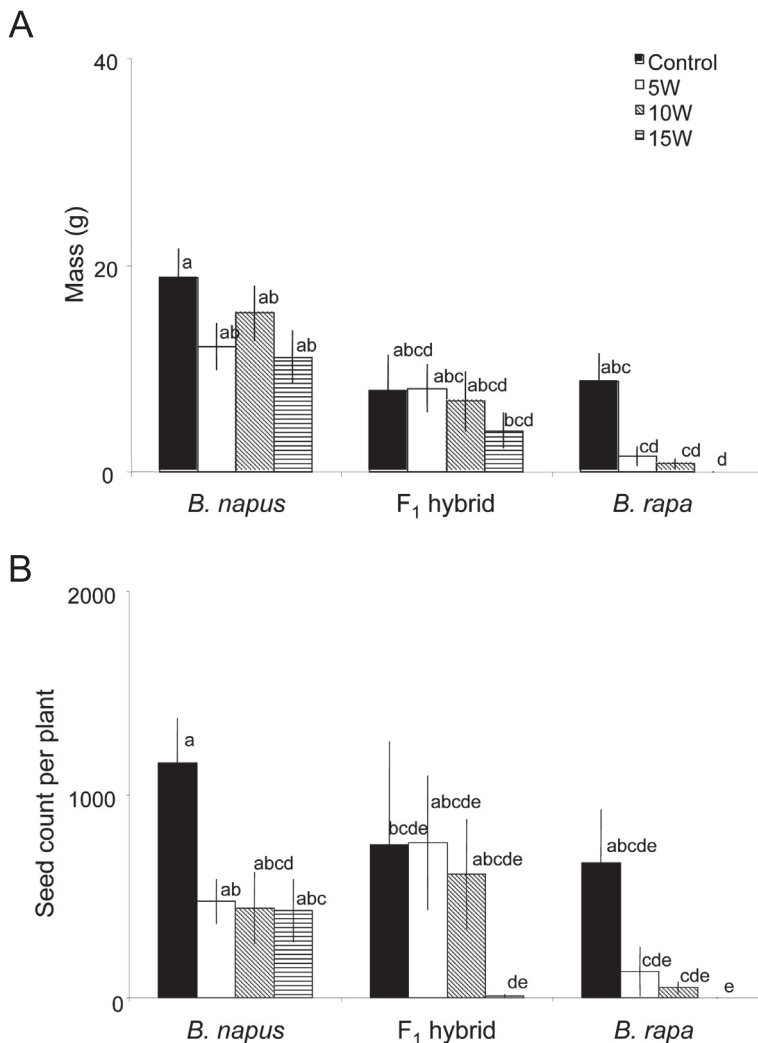 A
40
Control
5W
10W
15W
Mass (g)
20
0
a
ab
ab
ab
abcd
abc
abcd
bcd
abc
cd
cd
d
B. napus
F₁ hybrid
B. rapa
B
2000
Seed count per plant
1000
0
a
ab
abcd
abc
bcde
abcde
abcde
de
abcde
cde
cde
e
B. napus
F₁ hybrid
B. rapa